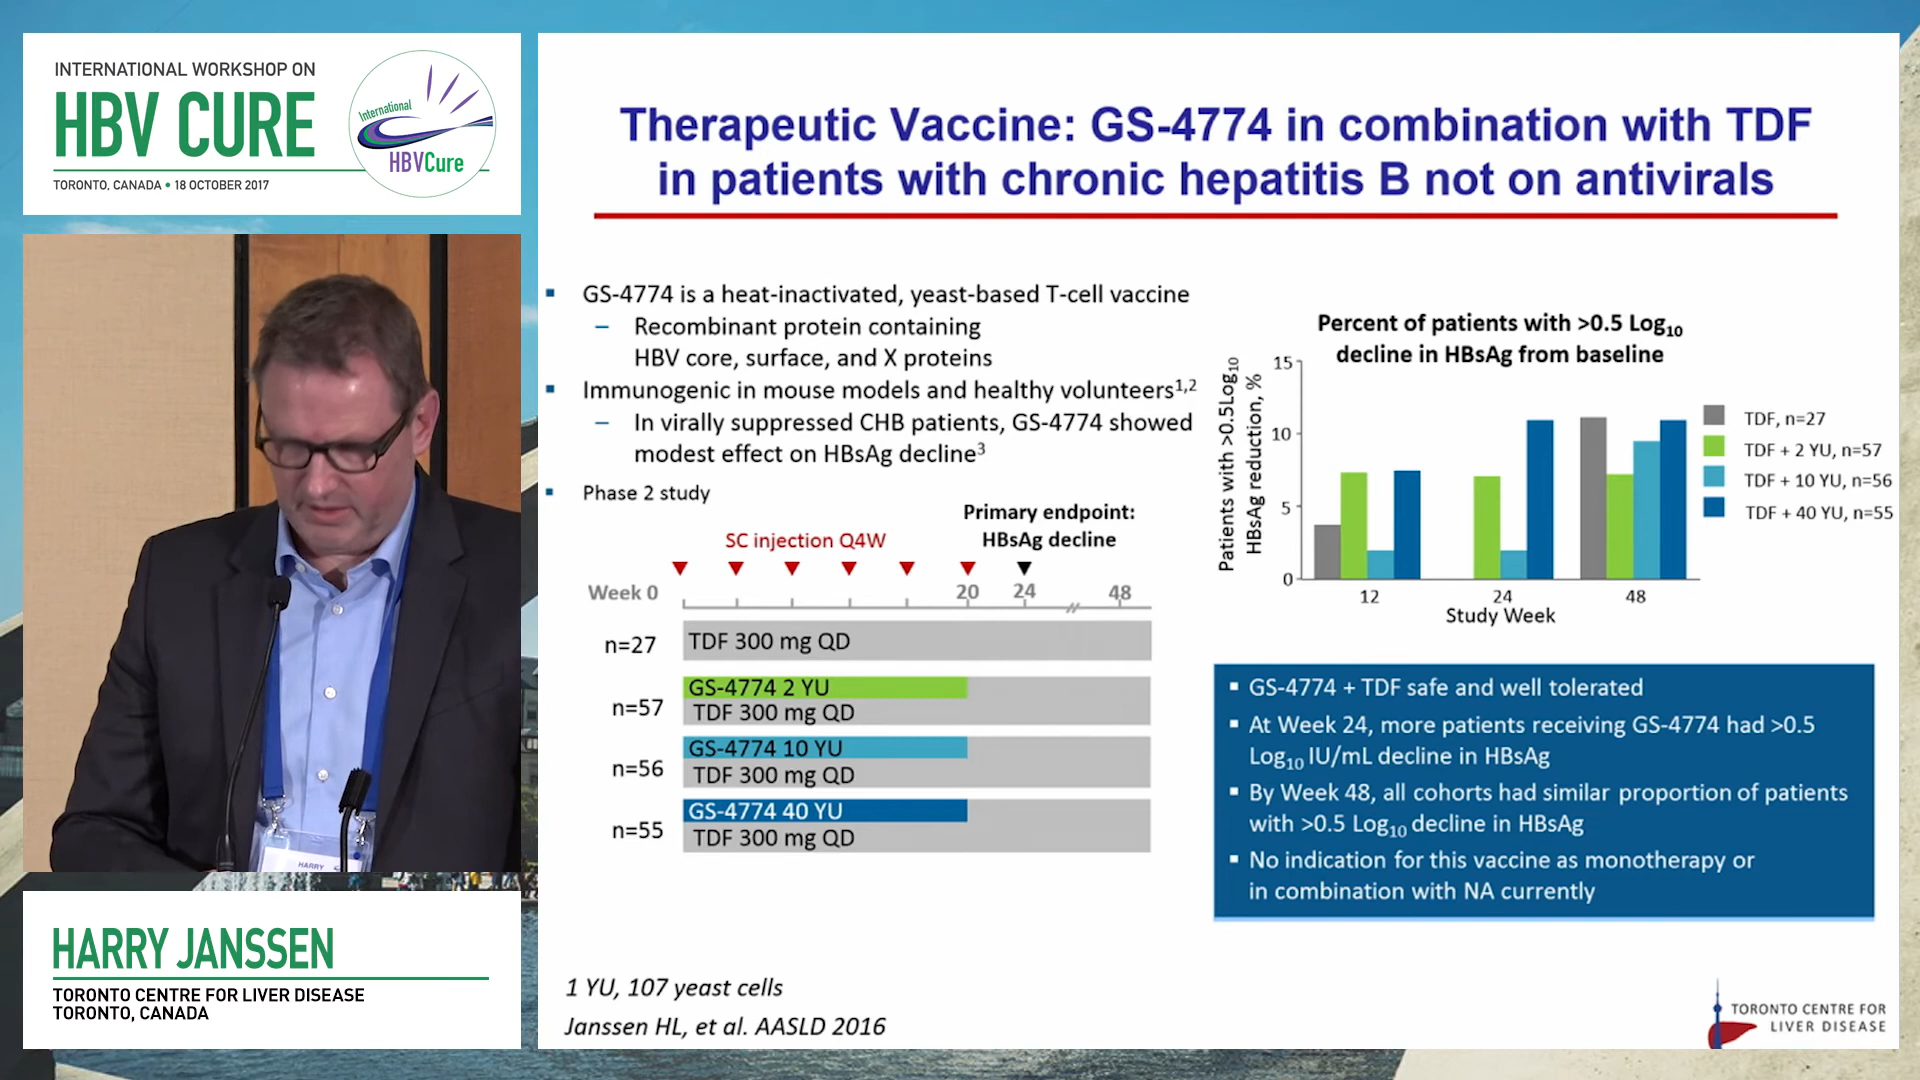 INTERNATIONAL WORKSHOP ON
HBV CURE
TORONTO, CANADA • 18 OCTOBER 2017
International
HBVCure
HARRY
HARRY JANSSEN
TORONTO CENTRE FOR LIVER DISEASE
TORONTO, CANADA
Therapeutic Vaccine: GS-4774 in combination with TDF
in patients with chronic hepatitis B not on antivirals
▪ GS-4774 is a heat-inactivated, yeast-based T-cell vaccine
– Recombinant protein containing
HBV core, surface, and X proteins
▪ Immunogenic in mouse models and healthy volunteers1,2
– In virally suppressed CHB patients, GS-4774 showed
modest effect on HBsAg decline3
▪ Phase 2 study
Primary endpoint:
HBsAg decline
SC injection Q4W
Week 0 20 24 48
n=27 TDF 300 mg QD
GS-4774 2 YU
n=57 TDF 300 mg QD
GS-4774 10 YU
n=56 TDF 300 mg QD
GS-4774 40 YU
n=55 TDF 300 mg QD
1 YU, 107 yeast cells
Janssen HL, et al. AASLD 2016
Percent of patients with >0.5 Log10
decline in HBsAg from baseline
Patients with >0.5Log10
HBsAg reduction, %
15
10
5
0
12 24 48
Study Week
TDF, n=27
TDF + 2 YU, n=57
TDF + 10 YU, n=56
TDF + 40 YU, n=55
▪ GS-4774 + TDF safe and well tolerated
▪ At Week 24, more patients receiving GS-4774 had >0.5
Log10 IU/mL decline in HBsAg
▪ By Week 48, all cohorts had similar proportion of patients
with >0.5 Log10 decline in HBsAg
▪ No indication for this vaccine as monotherapy or
in combination with NA currently
TORONTO CENTRE FOR
LIVER DISEASE